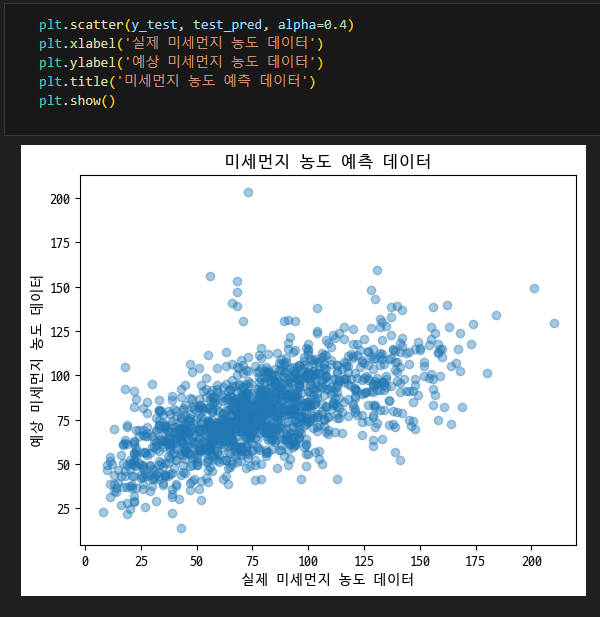 plt.scatter(y_test, test_pred, alpha=0.4)
plt.xlabel('실제 미세먼지 농도 데이터')
plt.ylabel('예상 미세먼지 농도 데이터')
plt.title('미세먼지 농도 예측 데이터')
plt.show()
미세먼지 농도 예측 데이터
예상 미세먼지 농도 데이터
200
175
150
125
100
75
50
25
0 25 50 75 100 125 150 175 200
실제 미세먼지 농도 데이터